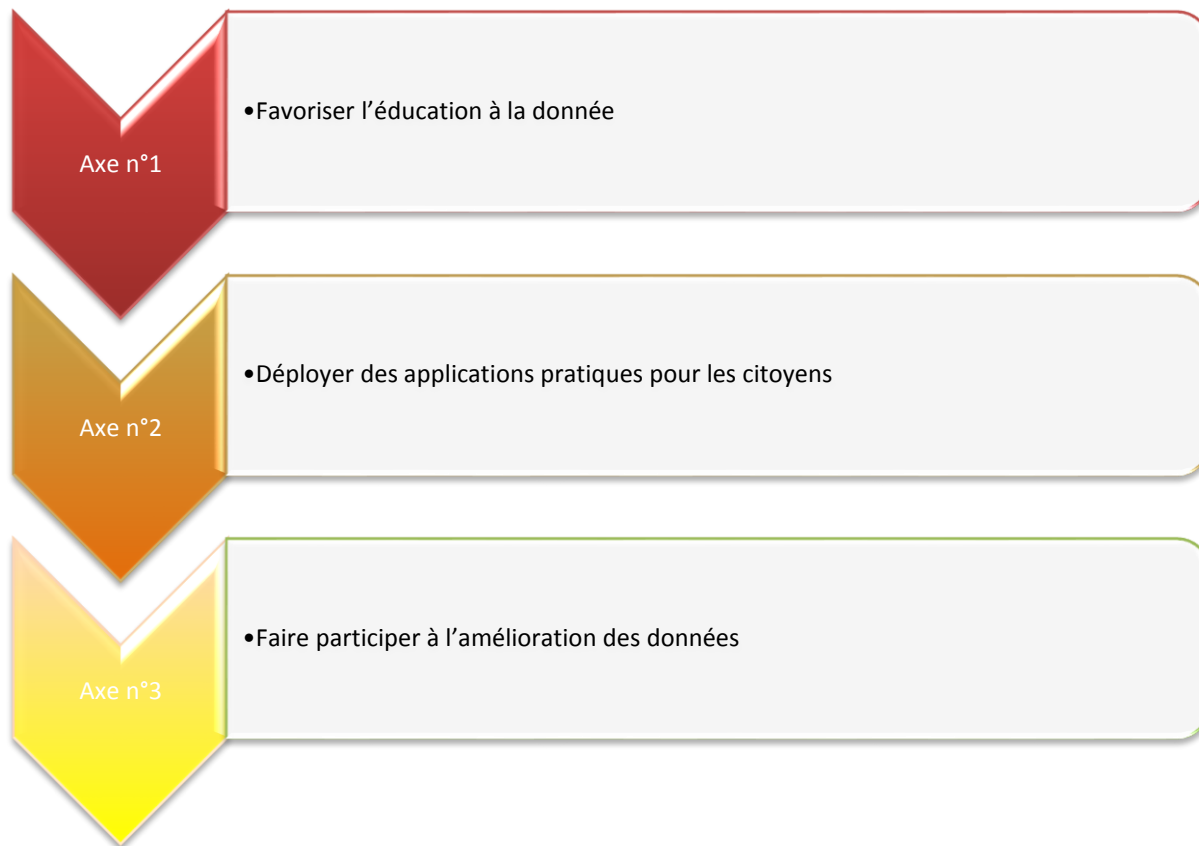 Axe n°1
•Favoriser l’éducation à la donnée
Axe n°2
•Déployer des applications pratiques pour les citoyens
Axe n°3
•Faire participer à l’amélioration des données